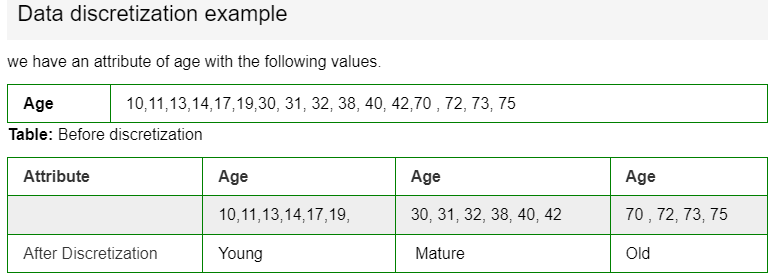 Data discretization example
we have an attribute of age with the following values.
Age 10,11,13,14,17,19,30, 31, 32, 38, 40, 42,70 , 72, 73, 75
Table: Before discretization
Attribute Age Age Age
10,11,13,14,17,19, 30, 31, 32, 38, 40, 42 70 , 72, 73, 75
After Discretization Young Mature Old